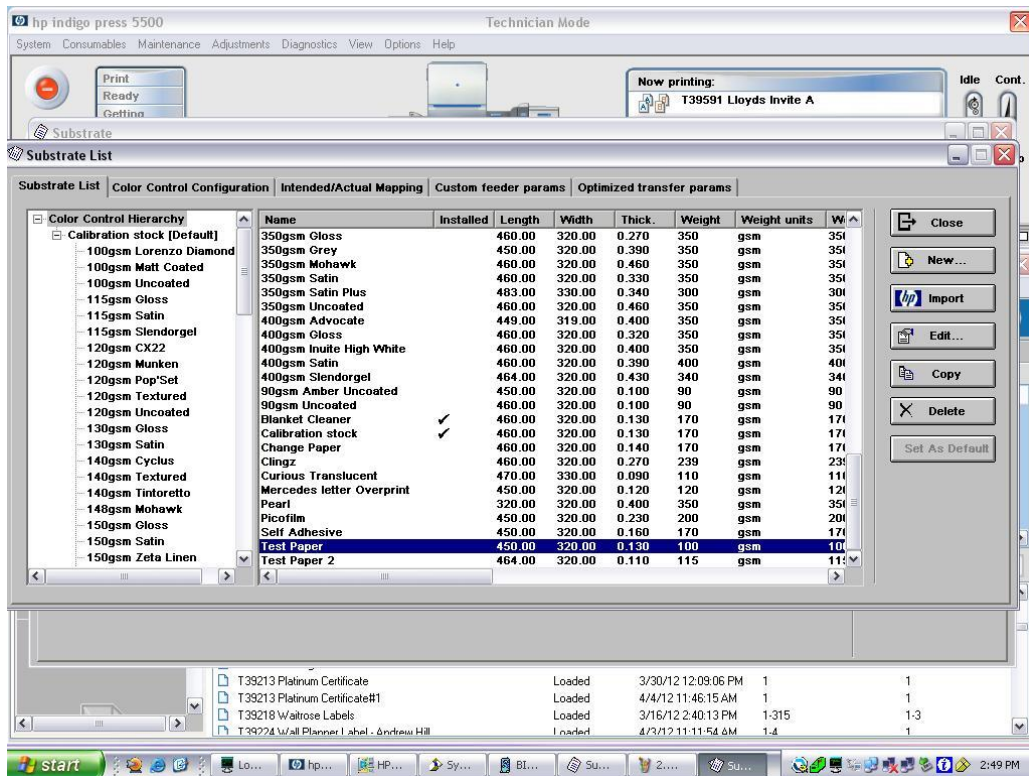 hp indigo press 5500 Technician Mode
System Consumables Maintenance Adjustments Diagnostics View Options Help
Print
Ready
Getting
Now printing:
T39591 Lloyds Invite A
Idle Cont.
Substrate
Substrate List
Substrate List Color Control Configuration Intended/Actual Mapping Custom feeder params Optimized transfer params
Color Control Hierarchy
Calibration stock [Default]
100gsm Lorenzo Diamond
100gsm Matt Coated
100gsm Uncoated
115gsm Gloss
115gsm Satin
115gsm Slendorgel
120gsm CX22
120gsm Munken
120gsm Pop'Set
120gsm Textured
120gsm Uncoated
130gsm Gloss
130gsm Satin
140gsm Cyclus
140gsm Textured
140gsm Tintoretto
148gsm Mohawk
150gsm Gloss
150gsm Satin
150gsm Zeta Linen
Name Installed Length Width Thick. Weight Weight units
350gsm Gloss 460.00 320.00 0.270 350 gsm
350gsm Grey 450.00 320.00 0.390 350 gsm
350gsm Mohawk 460.00 320.00 0.460 350 gsm
350gsm Satin 460.00 320.00 0.330 350 gsm
350gsm Satin Plus 483.00 330.00 0.340 300 gsm
350gsm Uncoated 460.00 320.00 0.460 350 gsm
400gsm Advocate 449.00 319.00 0.400 350 gsm
400gsm Gloss 460.00 320.00 0.320 350 gsm
400gsm Inuite High White 460.00 320.00 0.400 350 gsm
400gsm Satin 460.00 320.00 0.390 400 gsm
400gsm Slendorgel 464.00 320.00 0.430 340 gsm
90gsm Amber Uncoated 450.00 320.00 0.100 90 gsm 90
90gsm Uncoated 460.00 320.00 0.100 90 gsm 90
Blanket Cleaner ✓ 460.00 320.00 0.130 170 gsm
Calibration stock ✓ 460.00 320.00 0.130 170 gsm
Change Paper 460.00 320.00 0.140 170 gsm
Clingz 460.00 320.00 0.270 239 gsm
Curious Translucent 470.00 330.00 0.090 110 gsm
Mercedes letter Overprint 450.00 320.00 0.120 120 gsm
Pearl 320.00 320.00 0.400 350 gsm
Picofilm 450.00 320.00 0.230 200 gsm
Self Adhesive 450.00 320.00 0.160 170 gsm
Test Paper 450.00 320.00 0.130 100 gsm
Test Paper 2 464.00 320.00 0.110 115 gsm
Close
New...
hp Import
Edit...
Copy
Delete
Set As Default
T39213 Platinum Certificate Loaded 3/30/12 12:09:06 PM 1 1
T39213 Platinum Certificate#1 Loaded 4/4/12 11:46:15 AM 1 1
T39218 Waitrose Labels Loaded 3/16/12 2:40:13 PM 1-315 1-3
T39224 Wall Planner Label - Andrew Hill Loaded 4/3/12 11:11:54 AM 1-4 1
start Lo... hp... HP... Sy... BI... Su... 2.... Su... 2:49 PM